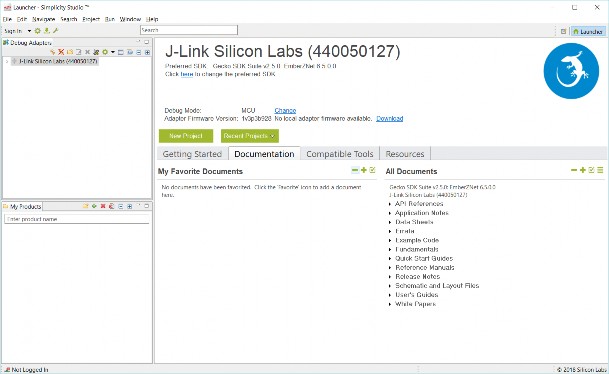 Launcher - Simplicity Studio ™
File Edit Navigate Search Project Run Window Help
Sign In
Search
Launcher
Debug Adapters
J-Link Silicon Labs (440050127)
My Products
Enter product name
J-Link Silicon Labs (440050127)
Preferred SDK: Gecko SDK Suite v2.5.0: EmberZNet 6.5.0.0
Click here to change the preferred SDK.
Debug Mode: MCU Change
Adapter Firmware Version: 1v0p3b928 No local adaptor firmware available. Download
New Project Recent Projects
Getting Started Documentation Compatible Tools Resources
My Favorite Documents
No documents have been favorited. Click the 'Favorite' icon to add a document
here.
All Documents
Gecko SDK Suite v2.5.0: EmberZNet 6.5.0.0
J-Link Silicon Labs (440050127)
API References
Application Notes
Data Sheets
Errata
Example Code
Fundamentals
Quick Start Guides
Reference Manuals
Release Notes
Schematic and Layout Files
User's Guides
White Papers
Not Logged In
© 2018 Silicon Labs